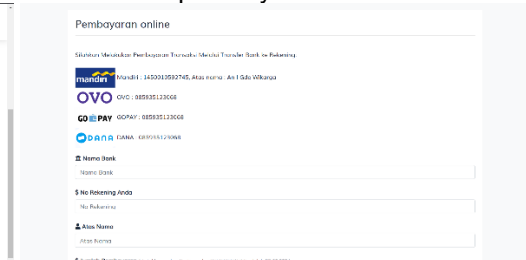 Pembayaran online
Silahkan Melakukan Pembayaran Transaksi Melalui Transfer Bank ke Rekening.
mandiri Mandiri : Atas nama : An I Gde Wikarga
OVO OVO : 085935123068
GO PAY GOPAY : 085935123068
DANA DANA : 085935123068
Nama Bank
Nama Bank
$ No Rekening Anda
No Rekening
Atas Nama
Atas Nama